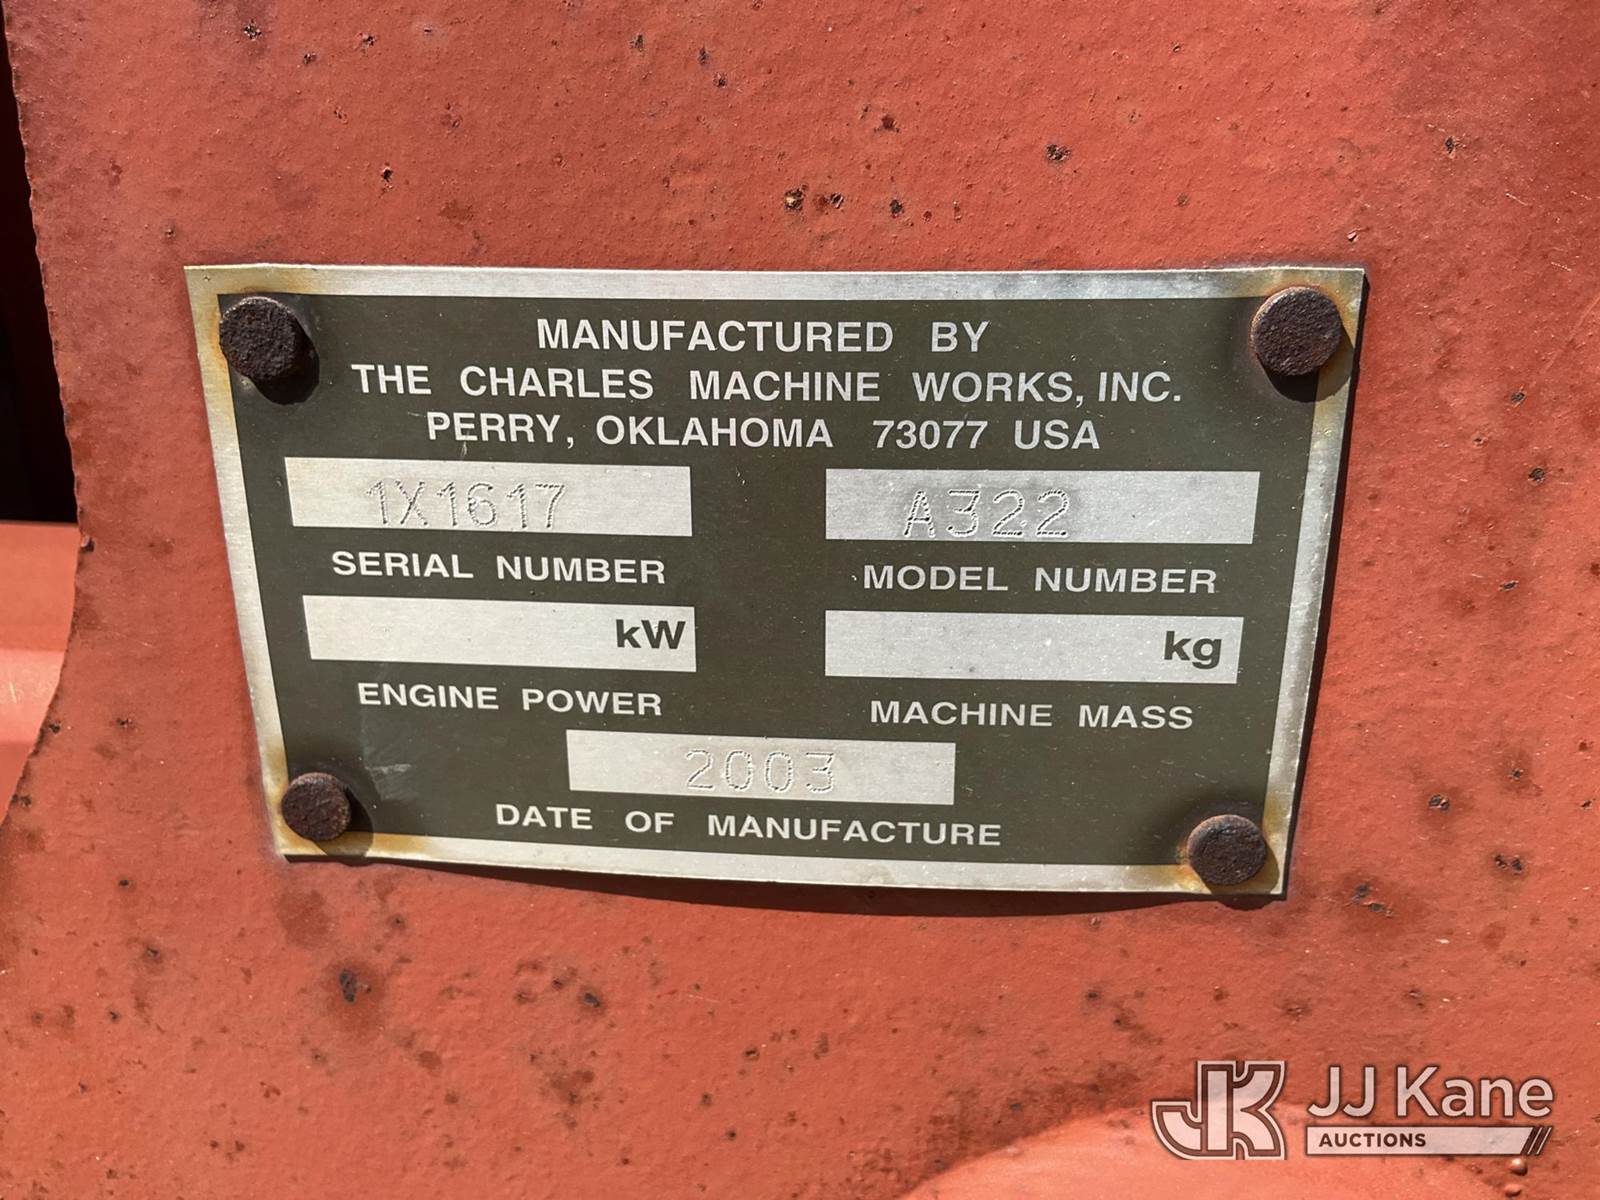 MANUFACTURED BY
THE CHARLES MACHINE WORKS, INC.
PERRY, OKLAHOMA 73077 USA
1X1617 A322
SERIAL NUMBER MODEL NUMBER
kW kg
ENGINE POWER MACHINE MASS
2003
DATE OF MANUFACTURE
JK JJ Kane
AUCTIONS